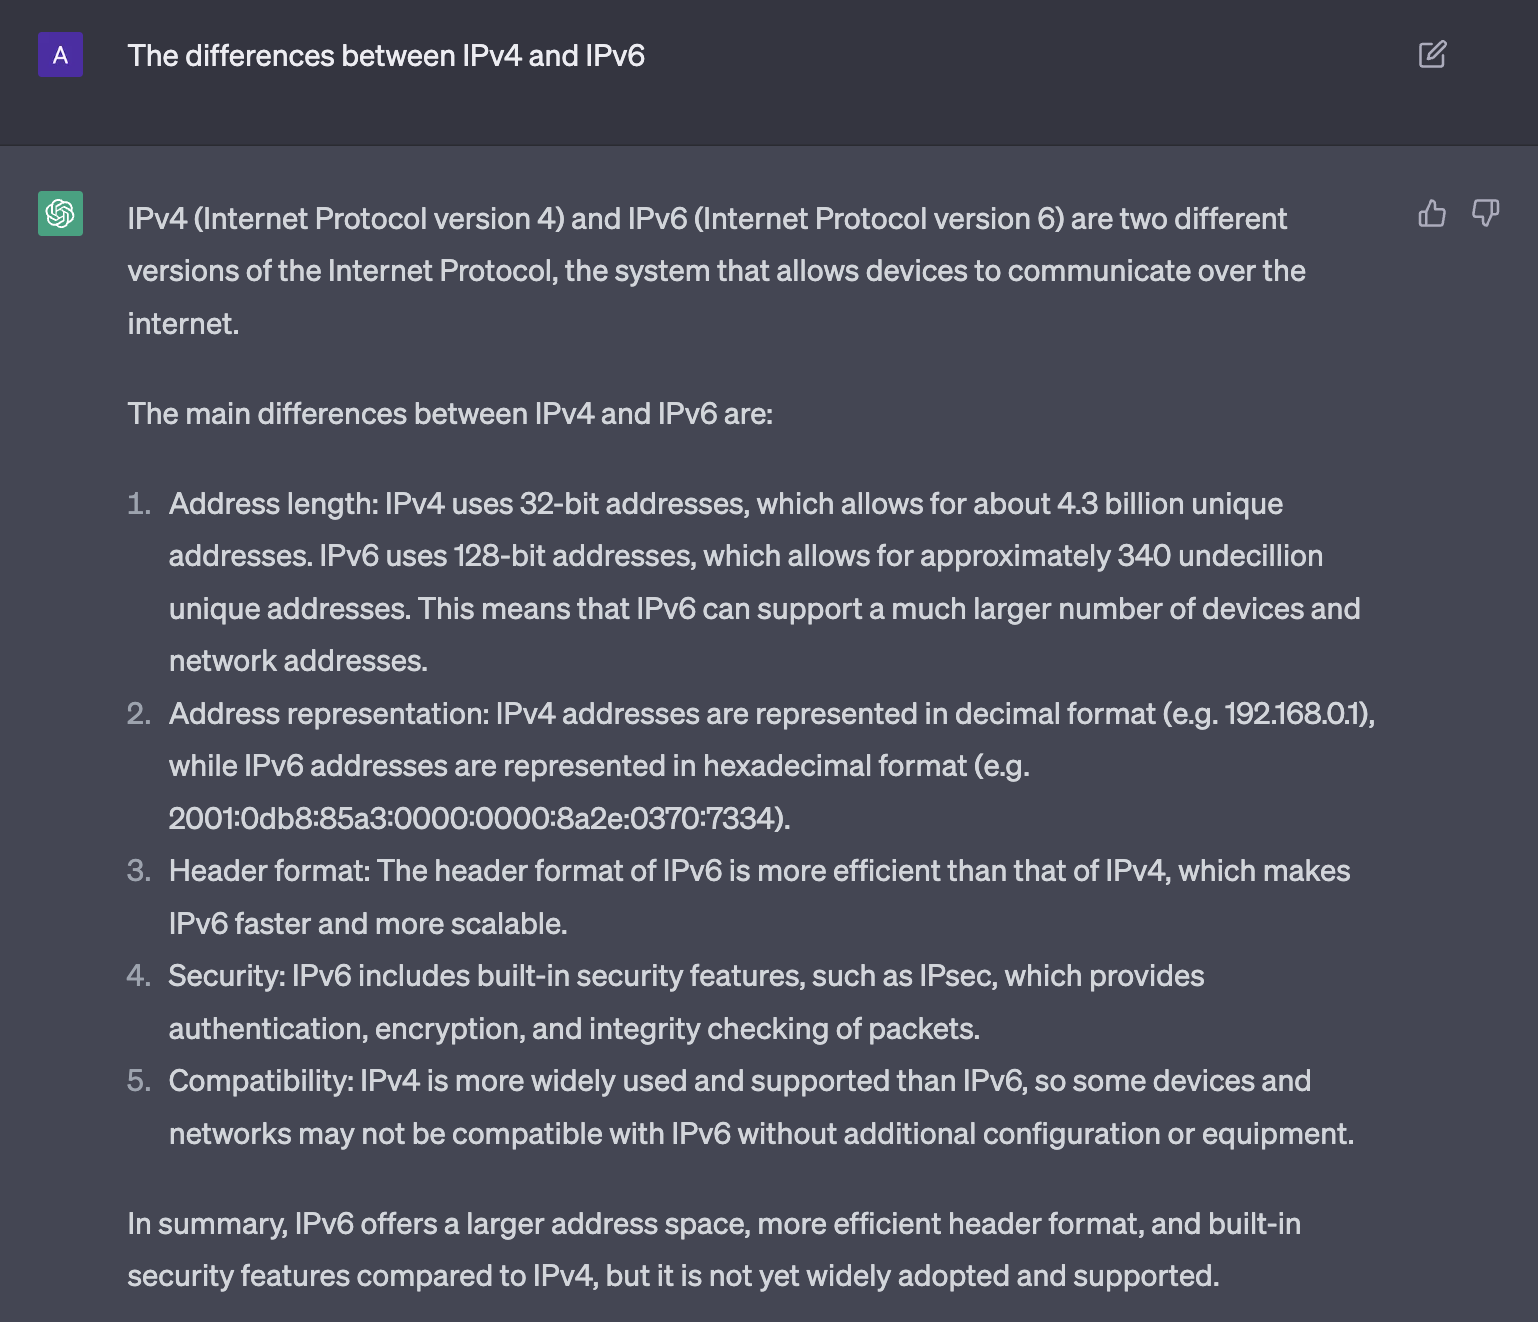 A
The differences between IPv4 and IPv6
IPv4 (Internet Protocol version 4) and IPv6 (Internet Protocol version 6) are two different
versions of the Internet Protocol, the system that allows devices to communicate over the
internet.
The main differences between IPv4 and IPv6 are:
1. Address length: IPv4 uses 32-bit addresses, which allows for about 4.3 billion unique
addresses. IPv6 uses 128-bit addresses, which allows for approximately 340 undecillion
unique addresses. This means that IPv6 can support a much larger number of devices and
network addresses.
2. Address representation: IPv4 addresses are represented in decimal format (e.g. 192.168.0.1),
while IPv6 addresses are represented in hexadecimal format (e.g.
2001:0db8:85a3:0000:0000:8a2e:0370:7334).
3. Header format: The header format of IPv6 is more efficient than that of IPv4, which makes
IPv6 faster and more scalable.
4. Security: IPv6 includes built-in security features, such as IPsec, which provides
authentication, encryption, and integrity checking of packets.
5. Compatibility: IPv4 is more widely used and supported than IPv6, so some devices and
networks may not be compatible with IPv6 without additional configuration or equipment.
In summary, IPv6 offers a larger address space, more efficient header format, and built-in
security features compared to IPv4, but it is not yet widely adopted and supported.